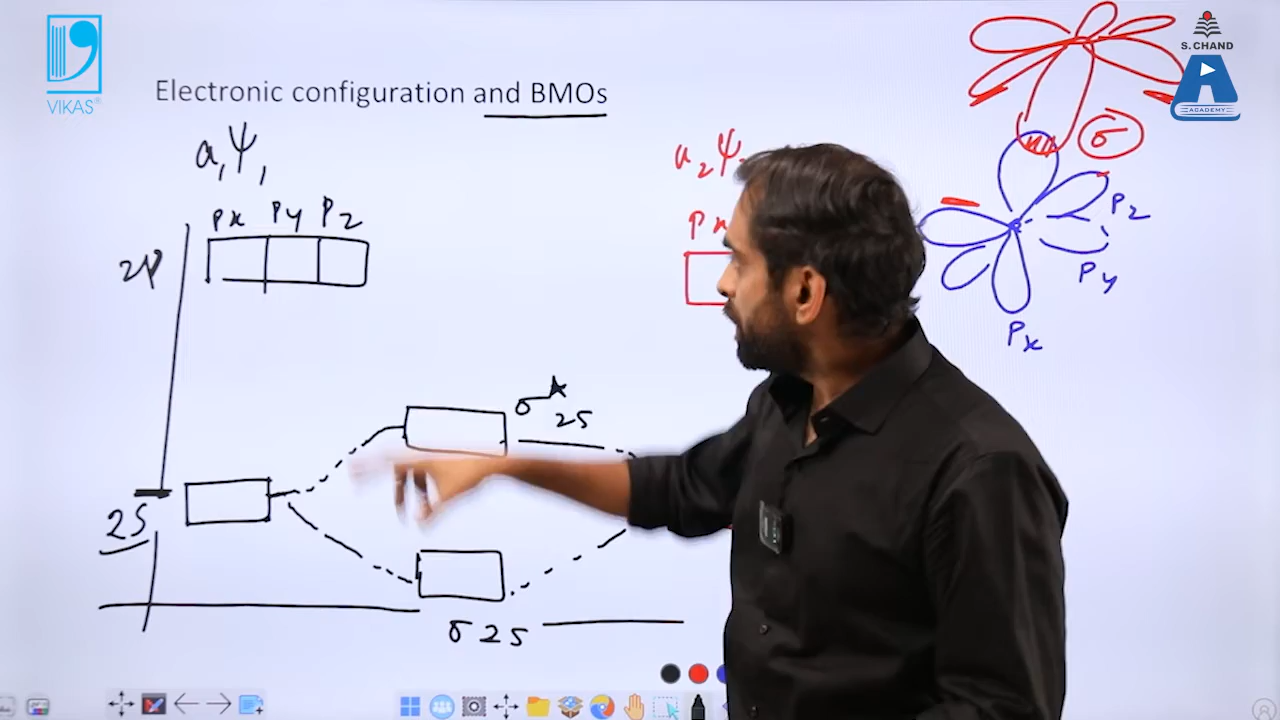 VIKAS®
S. CHAND
ACADEMY
Electronic configuration and BMOs
a₁Ψ₁
a₂Ψ
σ
Px Py Pz
2p
Px
Pz
Py
Px
σ* 2s
2s
σ 2s